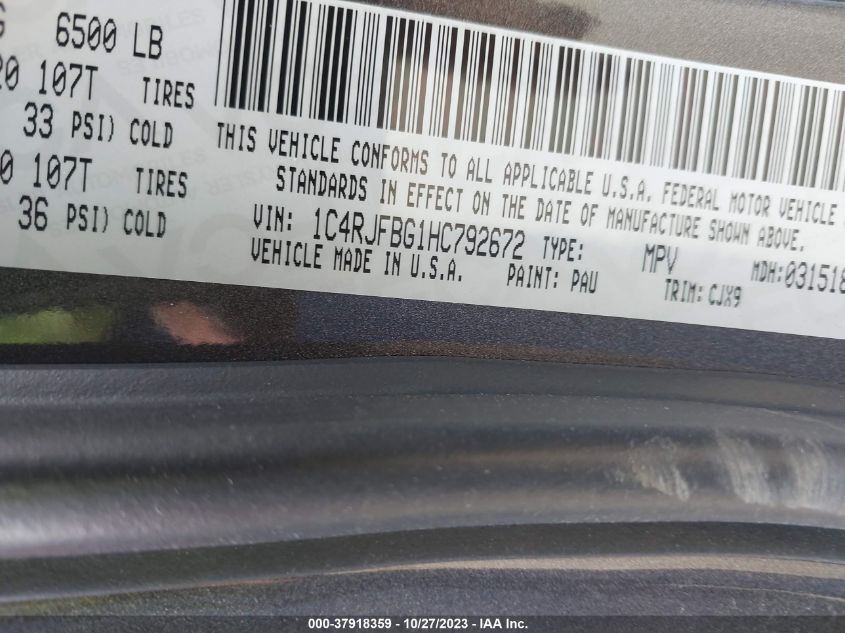 G 6500 LB
20 107T TIRES
33 PSI) COLD
0 107T TIRES
36 PSI) COLD
THIS VEHICLE CONFORMS TO ALL APPLICABLE U.S.A. FEDERAL MOTOR VEHICLE
STANDARDS IN EFFECT ON THE DATE OF MANUFACTURE SHOWN ABOVE.
VIN: 1C4RJFBG1HC792672 TYPE: MPV MDH:031518
VEHICLE MADE IN U.S.A. PAINT: PAU TRIM: CJX9
000-37918359 - 10/27/2023 - IAA Inc.